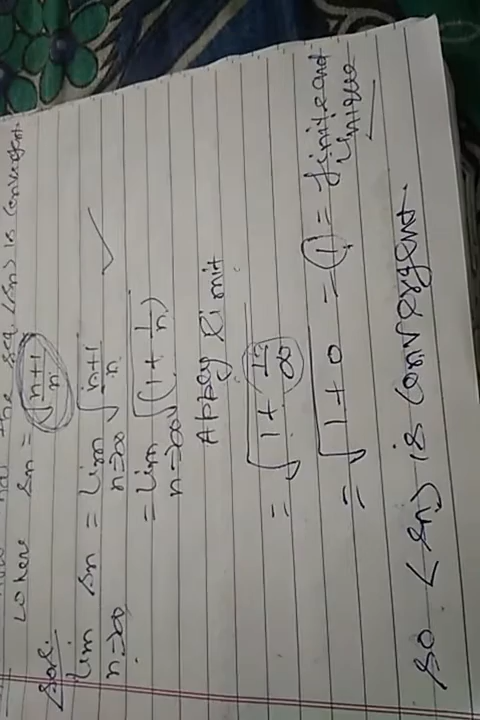 that the seq. <Sn> is convergent.
where Sn = √(n+1)/n
Sol.
lim n→∞ Sn = lim n→∞ √(n+1)/n
= lim n→∞ √(1 + 1/n)
Apply Limit
= √1 + 1/∞
= √1 + 0 = 1 = finite and unique
so <Sn> is convergent.